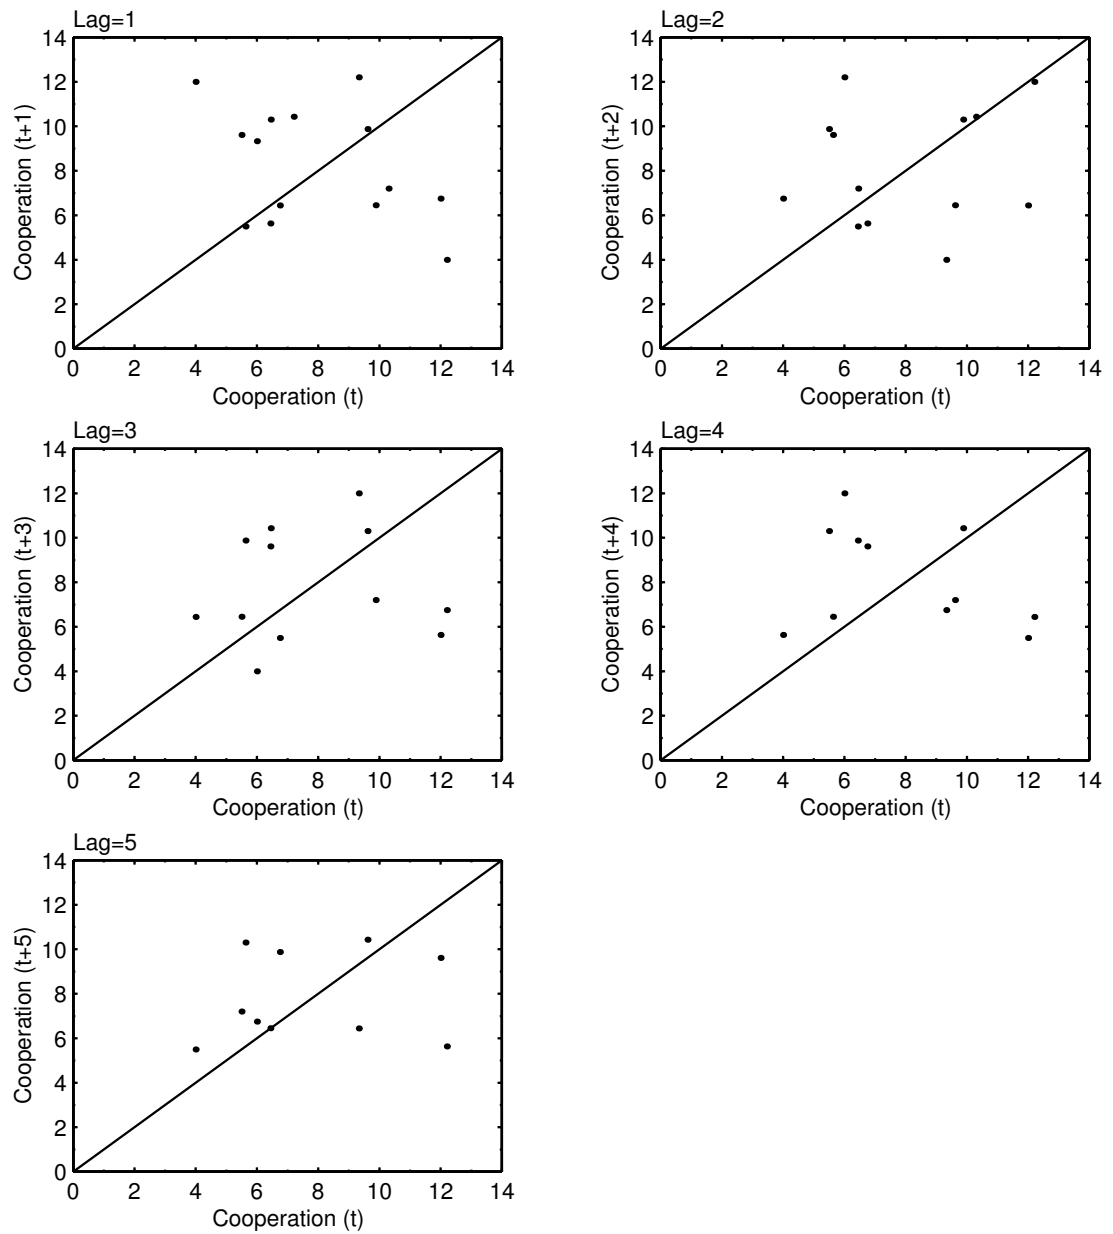 Lag=1
14
12
10
8
6
4
2
0
Cooperation (t+1)
0 2 4 6 8 10 12 14
Cooperation (t)
Lag=2
14
12
10
8
6
4
2
0
Cooperation (t+2)
0 2 4 6 8 10 12 14
Cooperation (t)
Lag=3
14
12
10
8
6
4
2
0
Cooperation (t+3)
0 2 4 6 8 10 12 14
Cooperation (t)
Lag=4
14
12
10
8
6
4
2
0
Cooperation (t+4)
0 2 4 6 8 10 12 14
Cooperation (t)
Lag=5
14
12
10
8
6
4
2
0
Cooperation (t+5)
0 2 4 6 8 10 12 14
Cooperation (t)